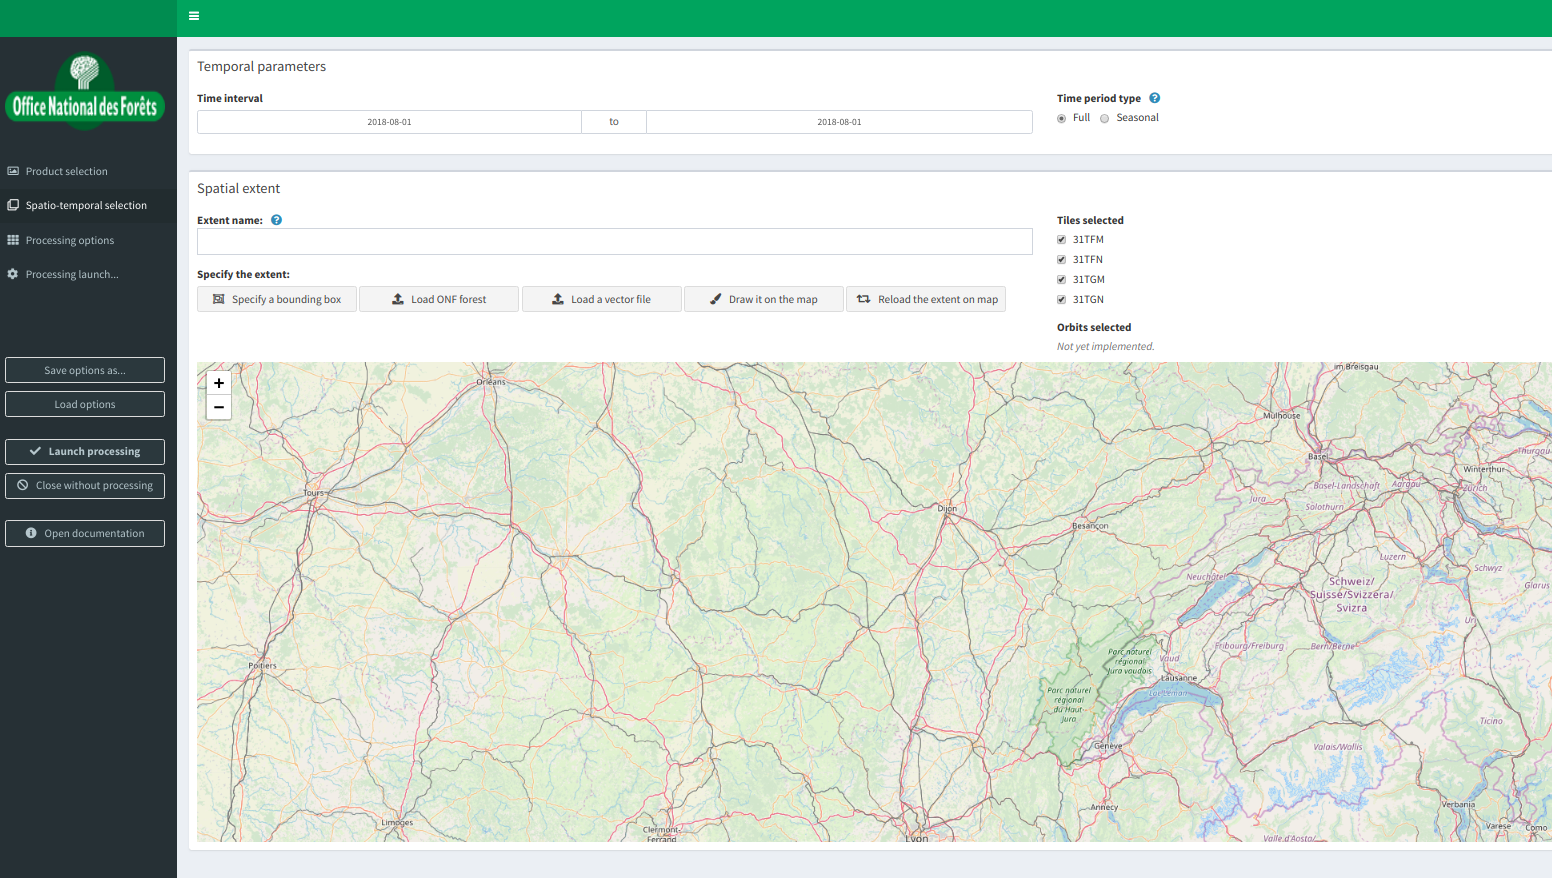 Office National des Forêts
Product selection
Spatio-temporal selection
Processing options
Processing launch...
Save options as...
Load options
Launch processing
Close without processing
Open documentation
Temporal parameters
Time interval
2018-08-01 to 2018-08-01
Time period type ?
Full Seasonal
Spatial extent
Extent name: ?
Specify the extent:
Specify a bounding box Load ONF forest Load a vector file Draw it on the map Reload the extent on map
Tiles selected
31TFM
31TFN
31TGM
31TGN
Orbits selected
Not yet implemented.
+
−
im Breisgau
Orléans
Mulhouse
Basel
Thurgau
Winterthur
Basel-Landschaft
Aargau
Zürich
Tours
Jura
Solothurn
Dijon
Besançon
Luzern
Neuchâtel
Schwyz
Schweiz/
Suisse/Svizzera/
Svizra
Glarus
Uri
Fribourg/Freiburg
Bern/Berne
Poitiers
Parc naturel
régional
Jura vaudois
Vaud
Lausanne
Lac Léman
Parc naturel
régional
du Haut-
Jura
Ticino
Genève
Valais/Wallis
Annecy
Verbania
Limoges
Clermont-
Ferrand
Lyon
Varese
Como
Valle d'Aosta/